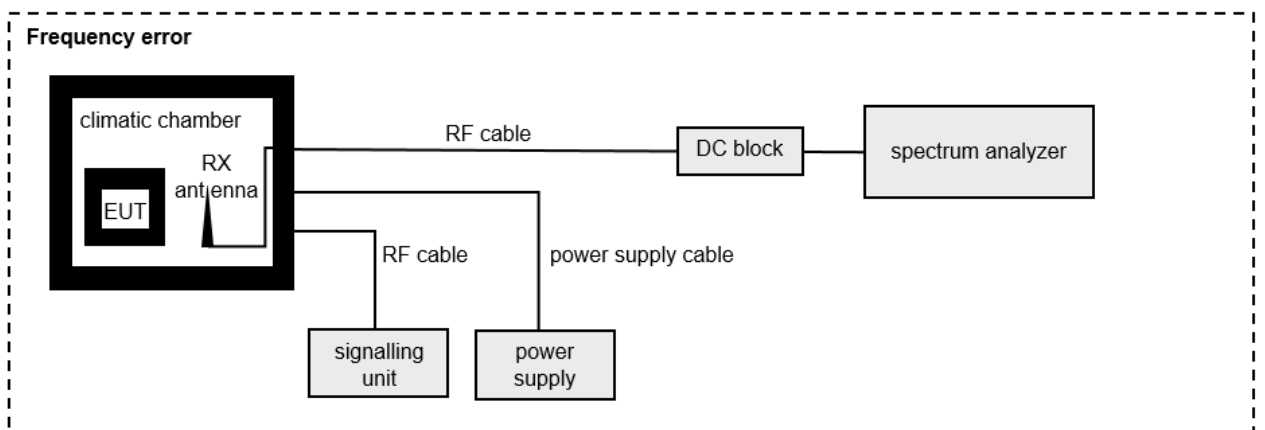 Frequency error
climatic chamber
RX
antenna
EUT
RF cable
DC block
spectrum analyzer
RF cable
power supply cable
signalling
unit
power
supply